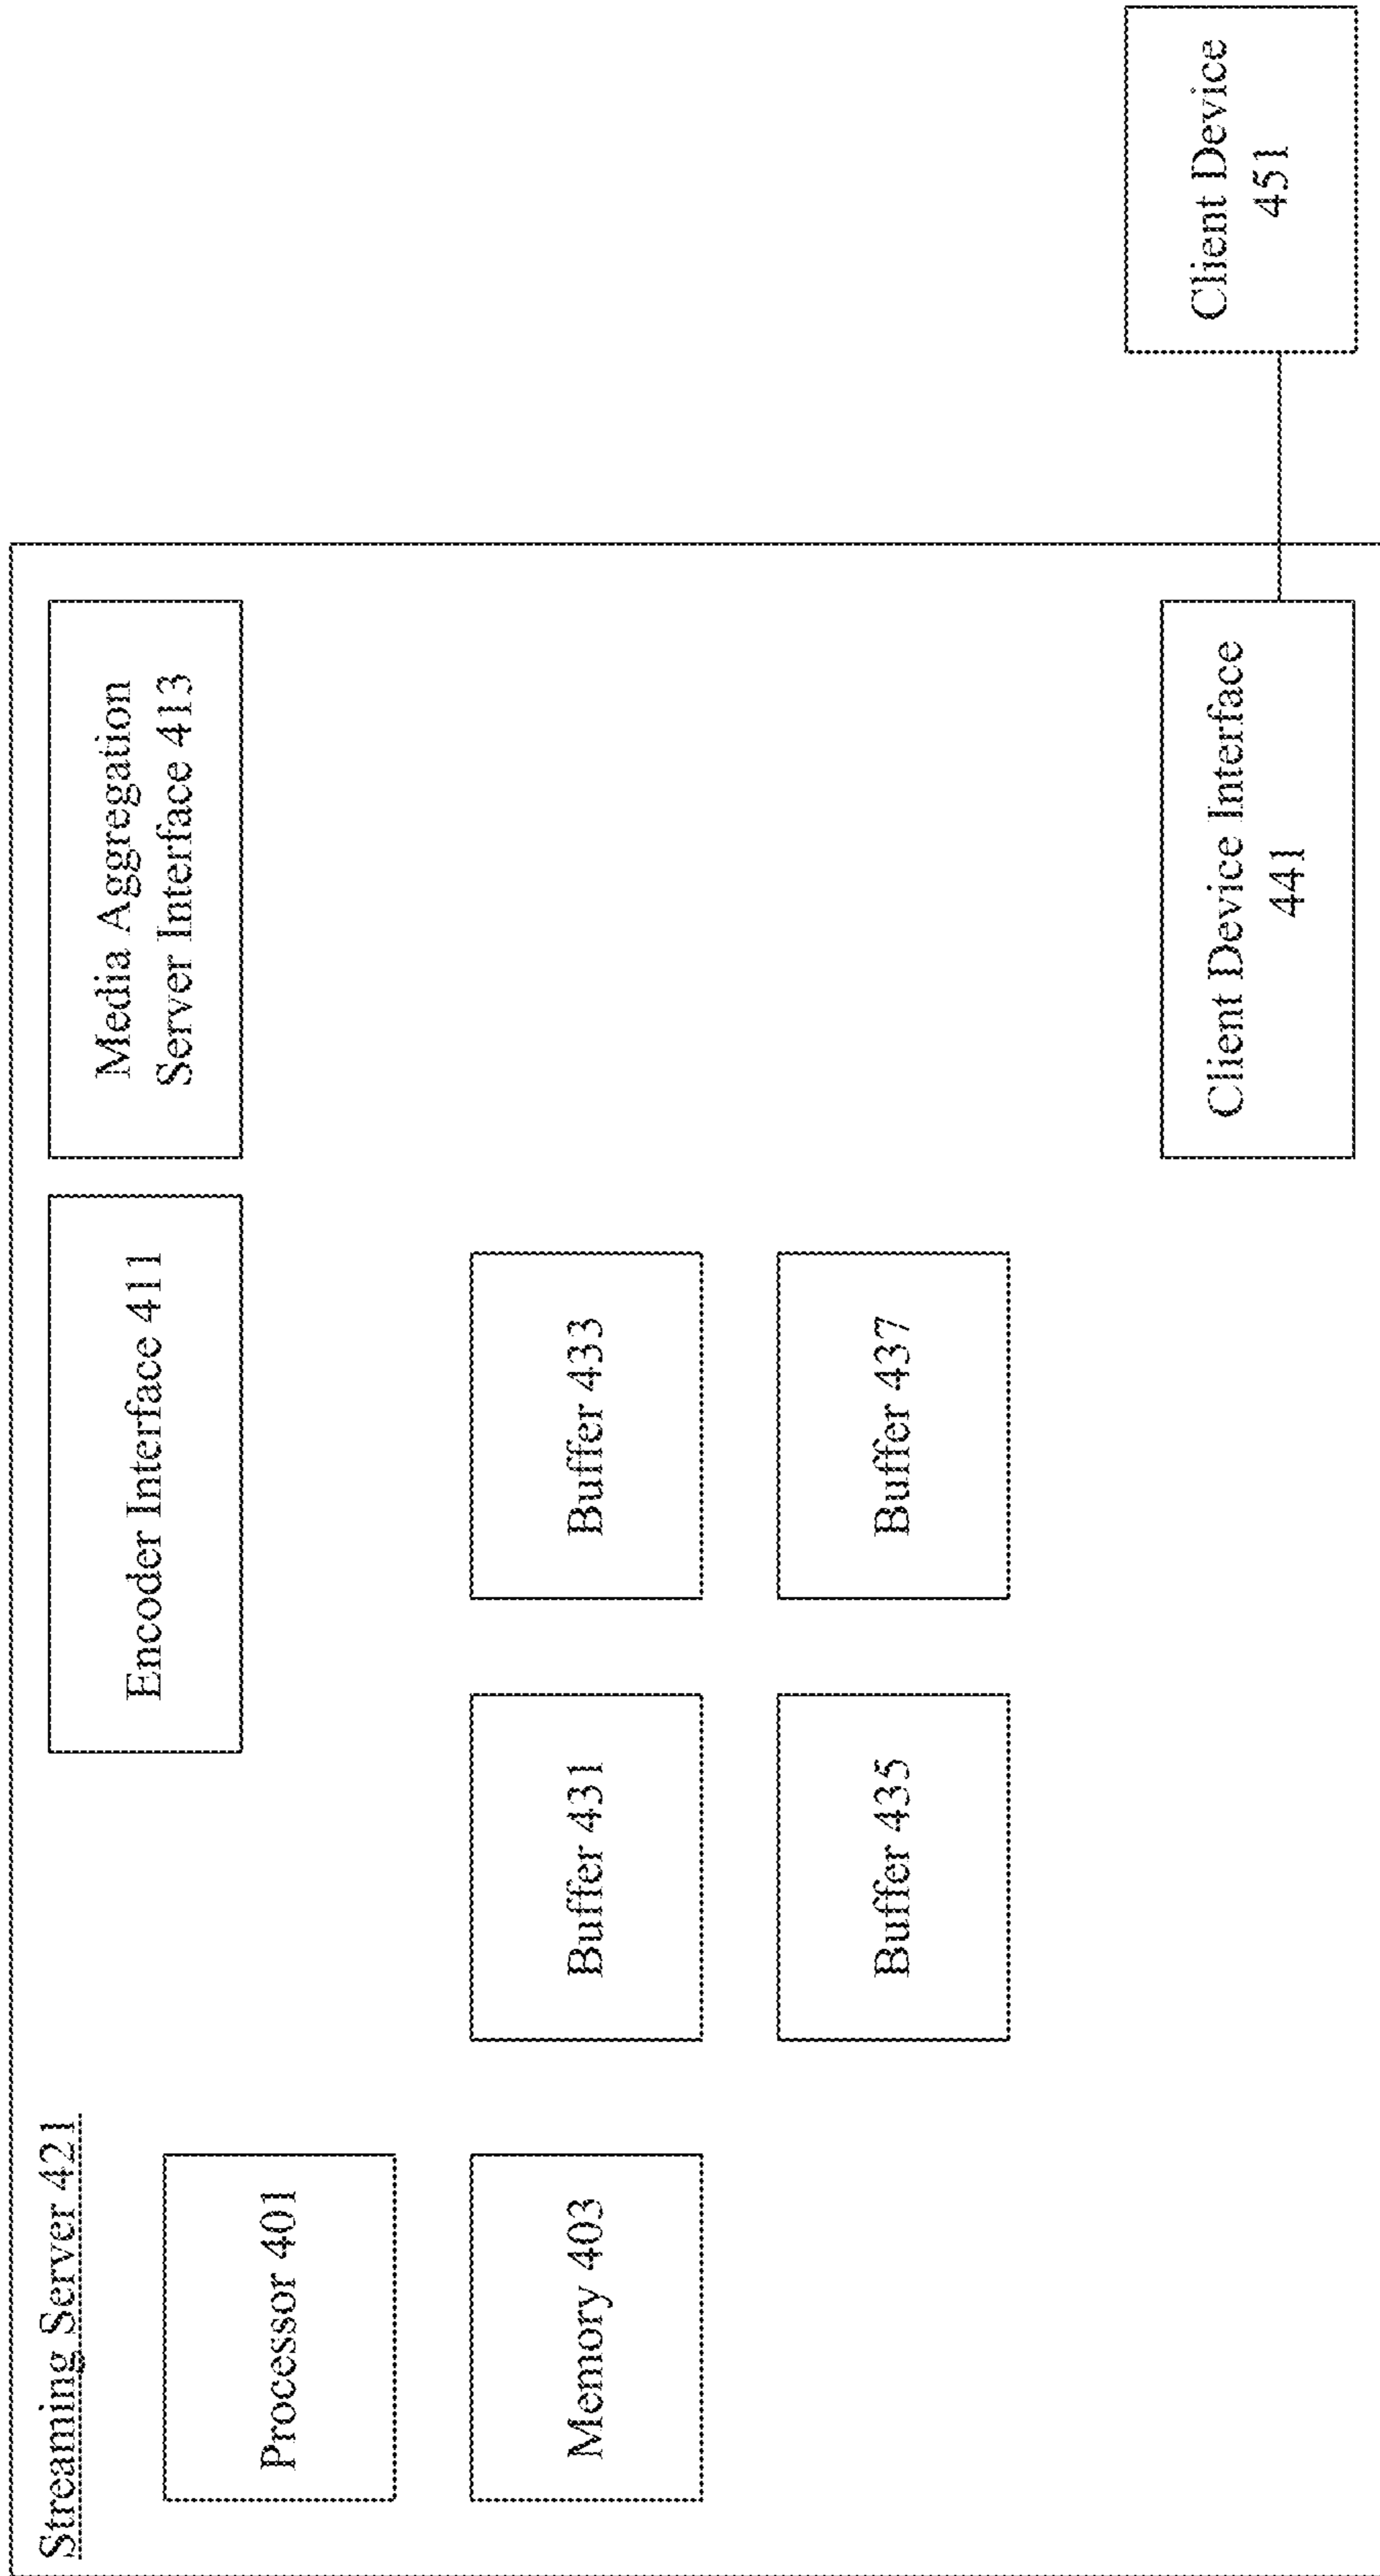 Streaming Server 421
Encoder Interface 411
Media Aggregation
Server Interface 413
Processor 401
Memory 403
Buffer 431
Buffer 433
Buffer 435
Buffer 437
Client Device Interface
441
Client Device
451